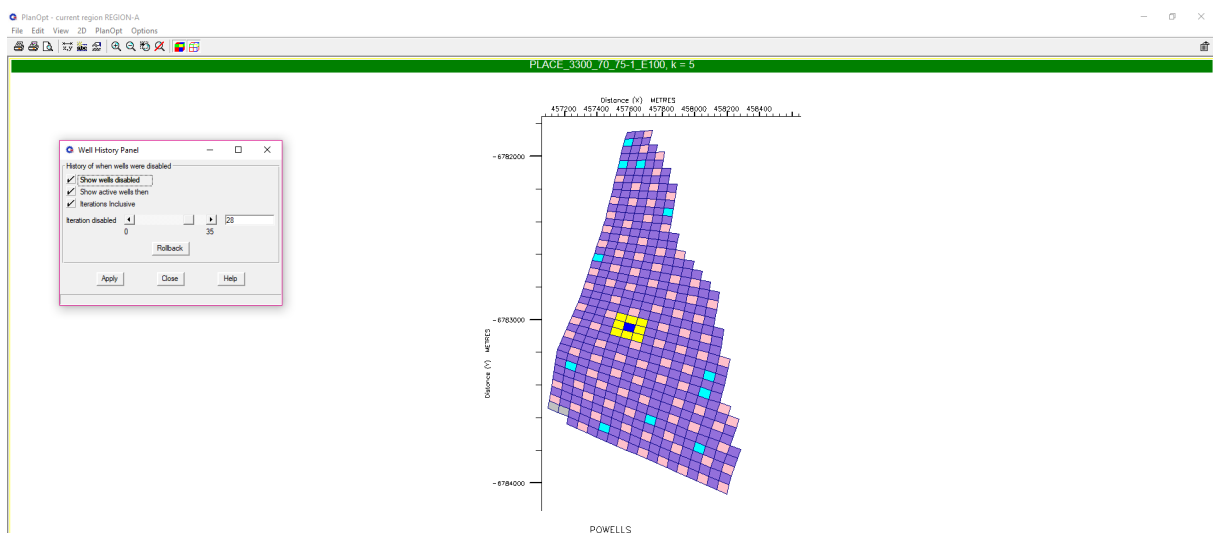 PlanOpt - current region REGION-A
File Edit View 2D PlanOpt Options
X,Y
PLACE_3300_70_75-1_E100, k = 5
Distance (X) METRES
457200 457400 457600 457800 458000 458200 458400
Well History Panel
History of when wells were disabled
Show wells disabled
Show active wells then
Iterations Inclusive
Iteration disabled 28
0 35
Rollback
Apply Close Help
-6782000
-6783000
-6784000
Distance (Y) METRES
POWELLS